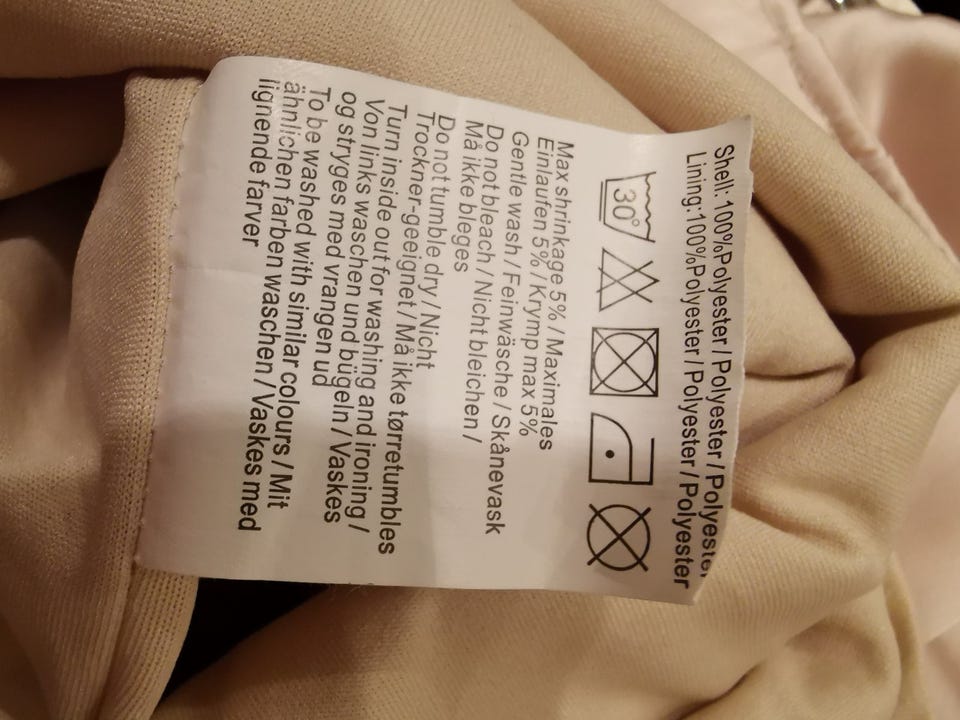 Shell: 100%Polyester / Polyester / Polyester
Lining:100%Polyester / Polyester / Polyester
30°
Max shrinkage 5% / Maximales
Einlaufen 5% / Krymp max 5%
Gentle wash / Feinwäsche / Skånevask
Do not bleach / Nicht bleichen /
Må ikke bleges
Do not tumble dry / Nicht
Trockner-geeignet / Må ikke tørretumbles
Turn inside out for washing and ironing /
Von links waschen und bügeln / Vaskes
og stryges med vrangen ud
To be washed with similar colours / Mit
ähnlichen farben waschen / Vaskes med
lignende farver